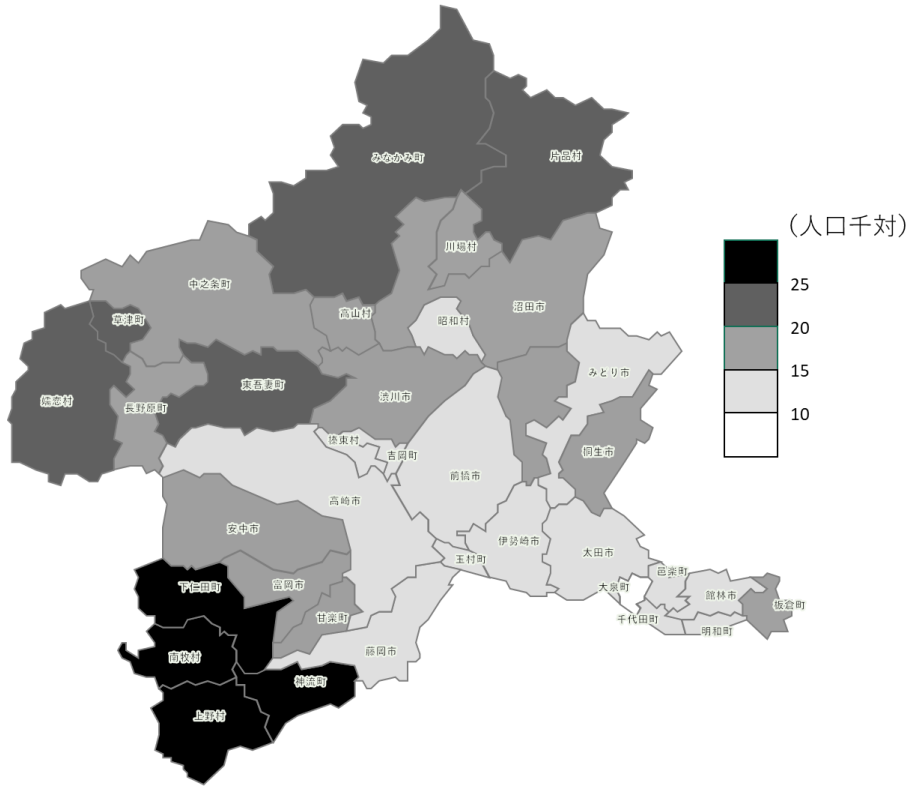 (人口千対)
25
20
15
10
みなかみ町
片品村
川場村
中之条町
沼田市
高山村
草津町
昭和村
みどり市
東吾妻町
嬬恋村
長野原町
渋川市
榛東村
吉岡町
桐生市
前橋市
高崎市
安中市
伊勢崎市
太田市
玉村町
邑楽町
下仁田町
富岡市
大泉町
館林市
板倉町
甘楽町
千代田町
明和町
藤岡市
南牧村
神流町
上野村